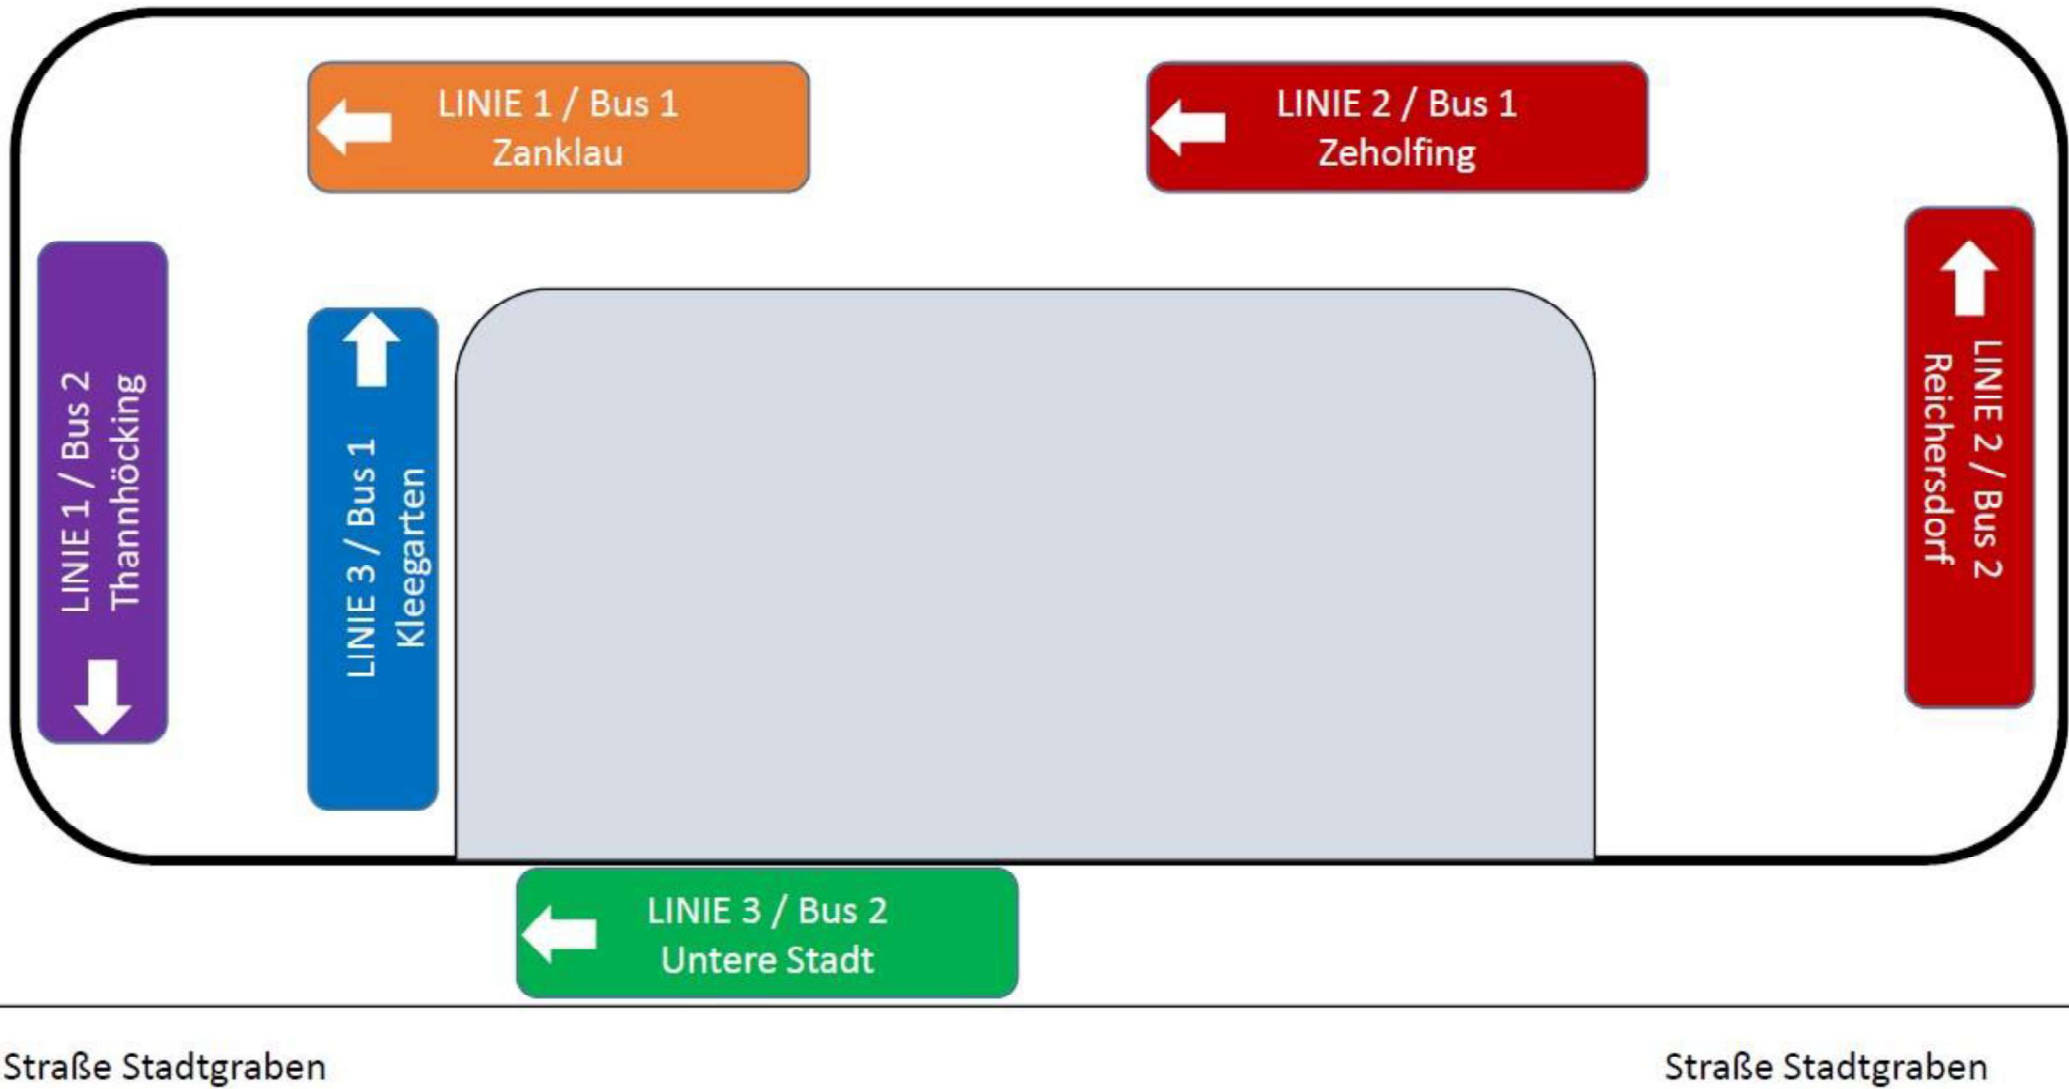 LINIE 1 / Bus 1
Zanklau
LINIE 2 / Bus 1
Zeholfing
LINIE 1 / Bus 2
Thannhöcking
LINIE 3 / Bus 1
Kleegarten
LINIE 2 / Bus 2
Reichersdorf
LINIE 3 / Bus 2
Untere Stadt
Straße Stadtgraben
Straße Stadtgraben